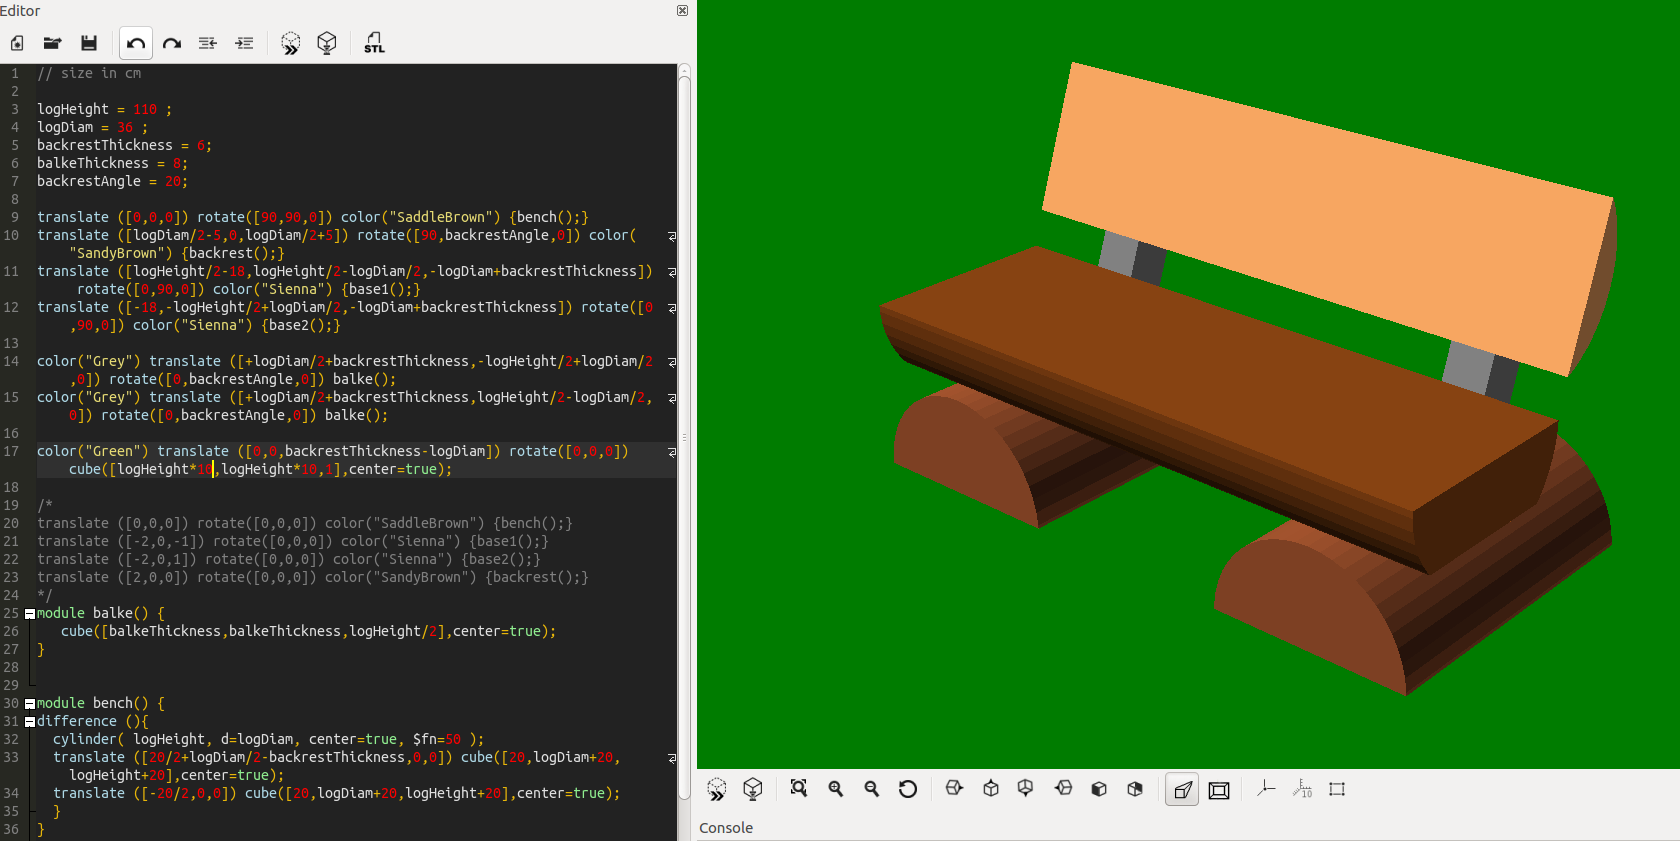 Editor
STL
1 // size in cm
2
3 logHeight = 110 ;
4 logDiam = 36 ;
5 backrestThickness = 6;
6 balkeThickness = 8;
7 backrestAngle = 20;
8
9 translate ([0,0,0]) rotate([90,90,0]) color("SaddleBrown") {bench();}
10 translate ([logDiam/2-5,0,logDiam/2+5]) rotate([90,backrestAngle,0]) color(
"SandyBrown") {backrest();}
11 translate ([logHeight/2-18,logHeight/2-logDiam/2,-logDiam+backrestThickness])
rotate([0,90,0]) color("Sienna") {base1();}
12 translate ([-18,-logHeight/2+logDiam/2,-logDiam+backrestThickness]) rotate([0
,90,0]) color("Sienna") {base2();}
13
14 color("Grey") translate ([+logDiam/2+backrestThickness,-logHeight/2+logDiam/2
,0]) rotate([0,backrestAngle,0]) balke();
15 color("Grey") translate ([+logDiam/2+backrestThickness,logHeight/2-logDiam/2,
0]) rotate([0,backrestAngle,0]) balke();
16
17 color("Green") translate ([0,0,backrestThickness-logDiam]) rotate([0,0,0])
cube([logHeight*10,logHeight*10,1],center=true);
18
19 /*
20 translate ([0,0,0]) rotate([0,0,0]) color("SaddleBrown") {bench();}
21 translate ([-2,0,-1]) rotate([0,0,0]) color("Sienna") {base1();}
22 translate ([-2,0,1]) rotate([0,0,0]) color("Sienna") {base2();}
23 translate ([2,0,0]) rotate([0,0,0]) color("SandyBrown") {backrest();}
24 */
25 module balke() {
26 cube([balkeThickness,balkeThickness,logHeight/2],center=true);
27 }
28
29
30 module bench() {
31 difference (){
32 cylinder( logHeight, d=logDiam, center=true, $fn=50 );
33 translate ([20/2+logDiam/2-backrestThickness,0,0]) cube([20,logDiam+20,
logHeight+20],center=true);
34 translate ([-20/2,0,0]) cube([20,logDiam+20,logHeight+20],center=true);
35 }
36 }
10
Console